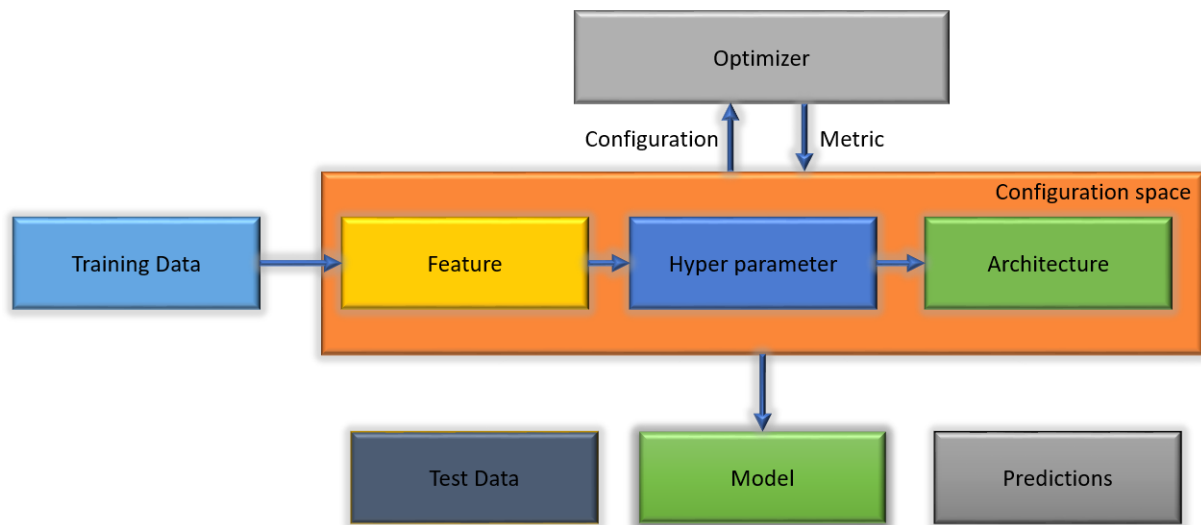 Optimizer
Configuration
Metric
Configuration space
Training Data
Feature
Hyper parameter
Architecture
Test Data
Model
Predictions